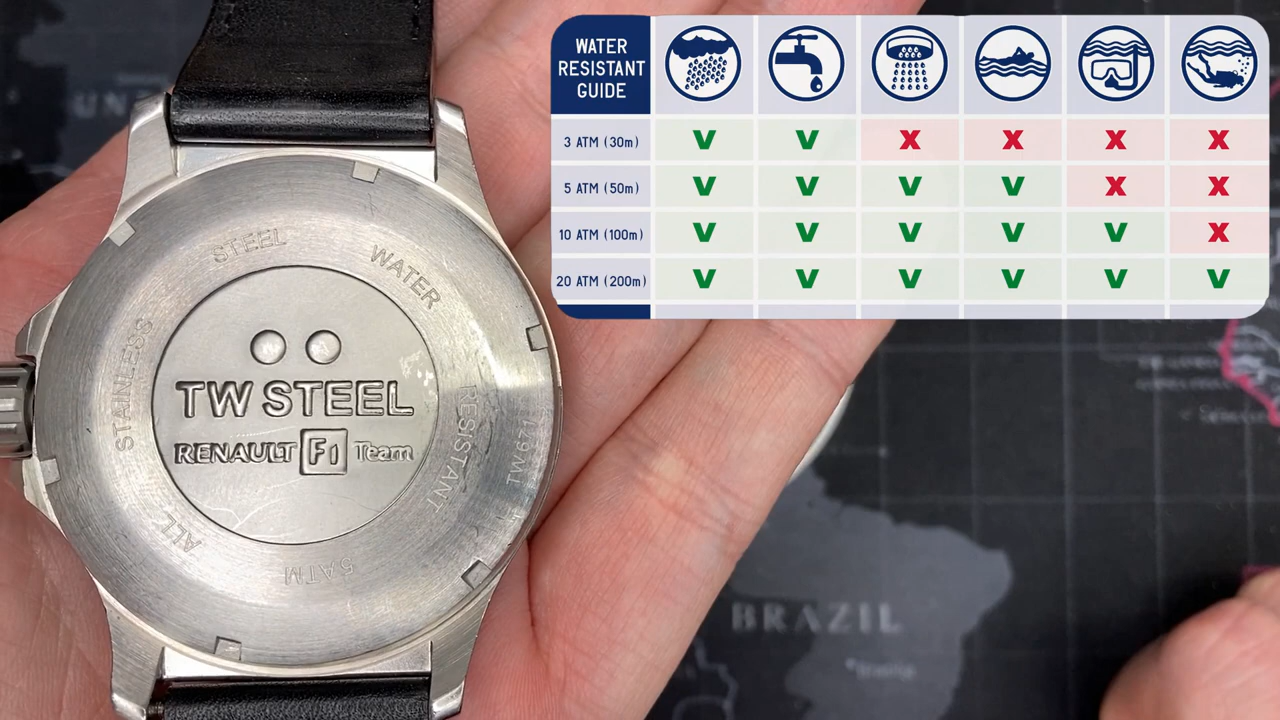 ALL STAINLESS STEEL WATER RESISTANT 5ATM
TW671
TW STEEL
RENAULT F1 Team
WATER
RESISTANT
GUIDE
3 ATM (30m) V V X X X X
5 ATM (50m) V V V V X X
10 ATM (100m) V V V V V X
20 ATM (200m) V V V V V V
BRAZIL